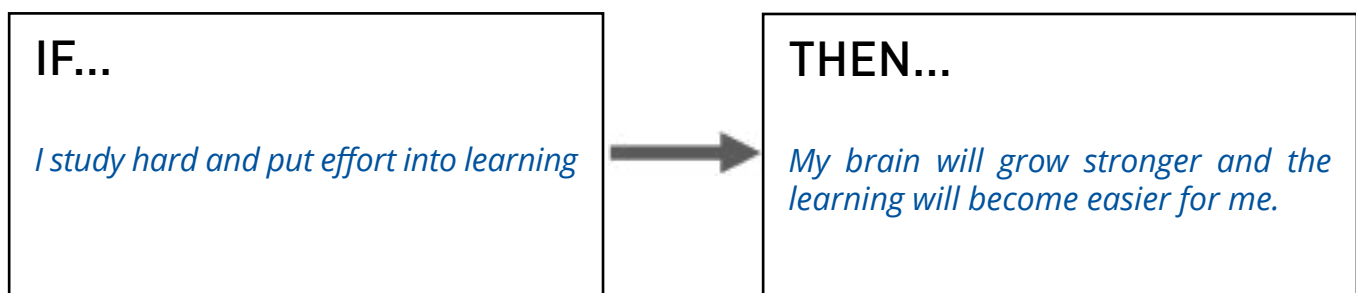 IF...
I study hard and put effort into learning
THEN...
My brain will grow stronger and the
learning will become easier for me.